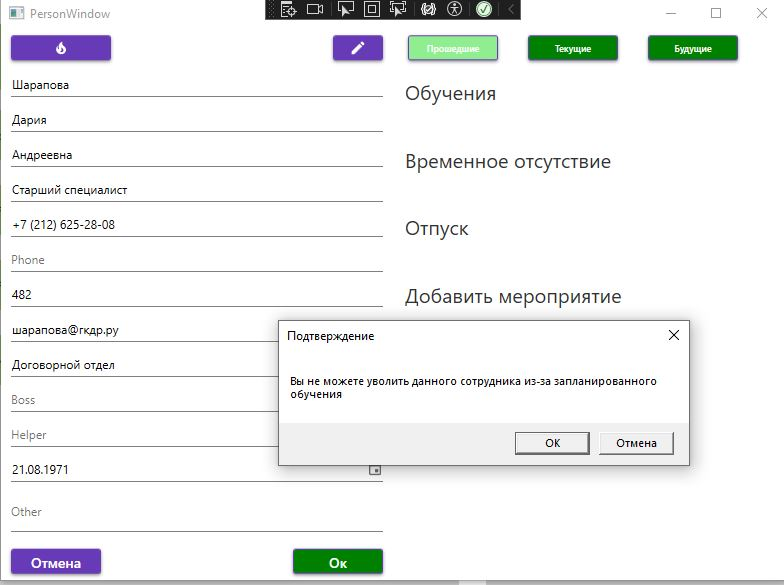 PersonWindow
Прошедшие
Текущие
Будущие
Шарапова
Дария
Андреевна
Старший специалист
+7 (212) 625-28-08
Phone
482
шарапова@гкдр.ру
Договорной отдел
Boss
Helper
21.08.1971
Other
Отмена
Ок
Обучения
Временное отсутствие
Отпуск
Добавить мероприятие
Подтверждение
Вы не можете уволить данного сотрудника из-за запланированного
обучения
ОК
Отмена